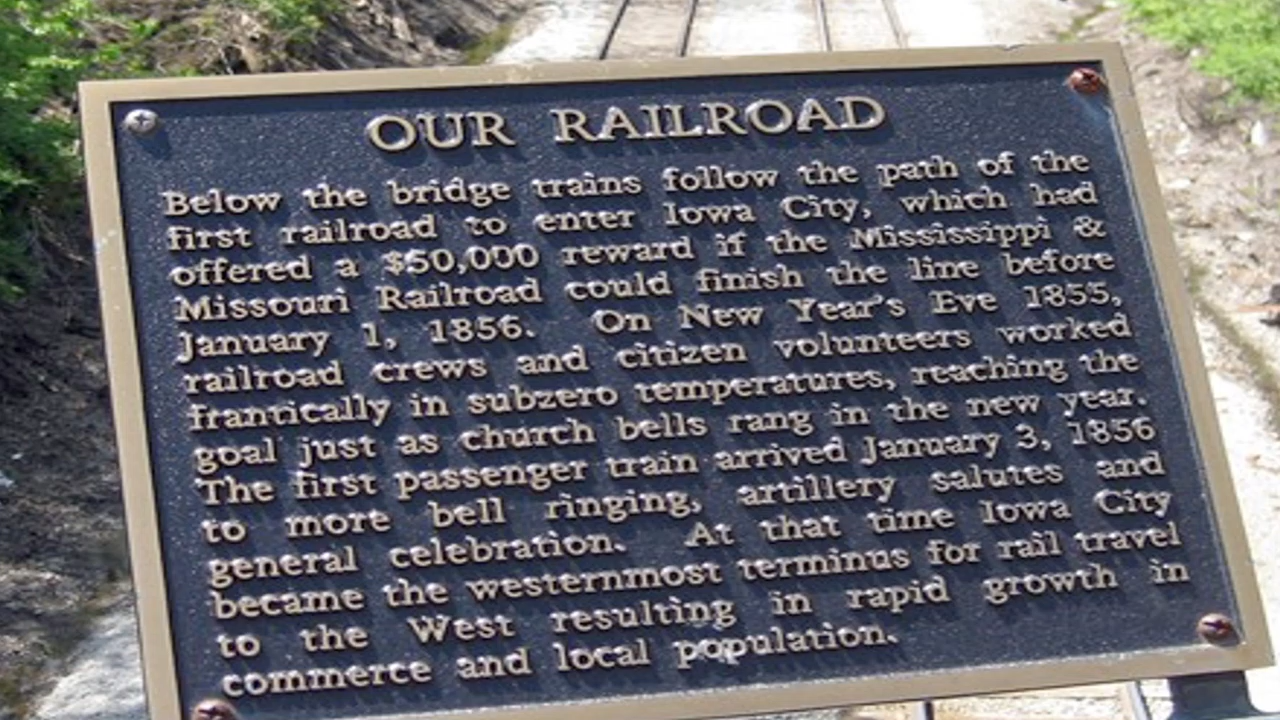 OUR RAILROAD
Below the bridge trains follow the path of the
first railroad to enter Iowa City, which had
offered a $50,000 reward if the Mississippi &
Missouri Railroad could finish the line before
January 1, 1856. On New Year's Eve 1855,
railroad crews and citizen volunteers worked
frantically in subzero temperatures, reaching the
goal just as church bells rang in the new year.
The first passenger train arrived January 3, 1856
to more bell ringing, artillery salutes and
general celebration. At that time Iowa City
became the westernmost terminus for rail travel
to the West resulting in rapid growth in
commerce and local population.